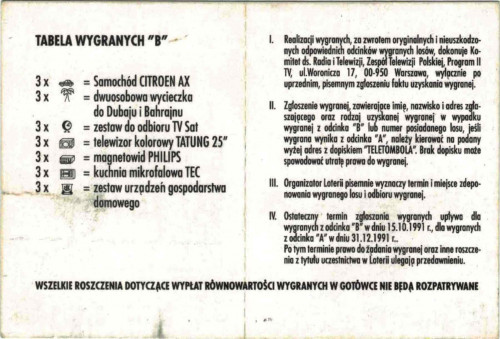 TABELA WYGRANYCH "B"
3 x = Samochód CITROEN AX
3 x = dwuosobowa wycieczka
do Dubaju i Bahrajnu
3 x = zestaw do odbioru TV Sat
3 x = telewizor kolorowy TATUNG 25"
3 x = magnetowid PHILIPS
3 x = kuchnia mikrofalowa TEC
3 x = zestaw urządzeń gospodarstwa
domowego
I. Realizacji wygranych, za zwrotem oryginalnych i nieuszkodzo-
nych odpowiednich odcinków wygranych losów, dokonuje Ko-
mitet ds. Radia i Telewizji, Zespół Telewizji Polskiej, Program II
TV, ul.Woronicza 17, 00-950 Warszawa, wyłącznie po
uprzednim, pisemnym zgłoszeniu faktu uzyskania wygranej.
II. Zgłoszenie wygranej, zawierające imię, nazwisko i adres zgła-
szającego oraz rodzaj uzyskanej wygranej w wypadku
wygranej z odcinka "B" lub numer posiadanego losu, jeśli
wygrana wynika z odcinka "A", należy kierować na podany
wyżej adres z dopiskiem "TELETOMBOLA". Brak dopisku może
spowodować utratę prawa do wygranej.
III. Organizator Loterii pisemnie wyznaczy termin i miejsce zdepo-
nowania wygranego losu i odbioru wygranej.
IV. Ostateczny termin zgłaszania wygranych upływa dla
wygranych z odcinka "B" w dniu 15.10.1991 r., dla wygranych
z odcinka "A" w dniu 31.12.1991 r..
Po tym terminie prawo do żądania wygranej oraz inne roszcze-
nia z tytułu uczestnictwa w Loterii ulegają przedawnieniu.
WSZELKIE ROSZCZENIA DOTYCZĄCE WYPŁAT RÓWNOWARTOŚCI WYGRANYCH W GOTÓWCE NIE BĘDĄ ROZPATRYWANE